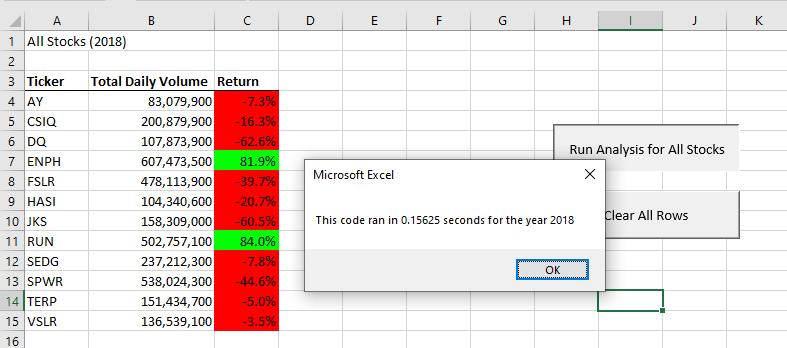 A B C D E F G H I J K
1 All Stocks (2018)
2
3 Ticker Total Daily Volume Return
4 AY 83,079,900 -7.3%
5 CSIQ 200,879,900 -16.3%
6 DQ 107,873,900 -62.6%
7 ENPH 607,473,500 81.9%
Run Analysis for All Stocks
8 FSLR 478,113,900 -39.7%
Microsoft Excel
9 HASI 104,340,600 -20.7%
10 JKS 158,309,000 -60.5%
This code ran in 0.15625 seconds for the year 2018
Clear All Rows
11 RUN 502,757,100 84.0%
12 SEDG 237,212,300 -7.8%
13 SPWR 538,024,300 -44.6%
OK
14 TERP 151,434,700 -5.0%
15 VSLR 136,539,100 -3.5%
16